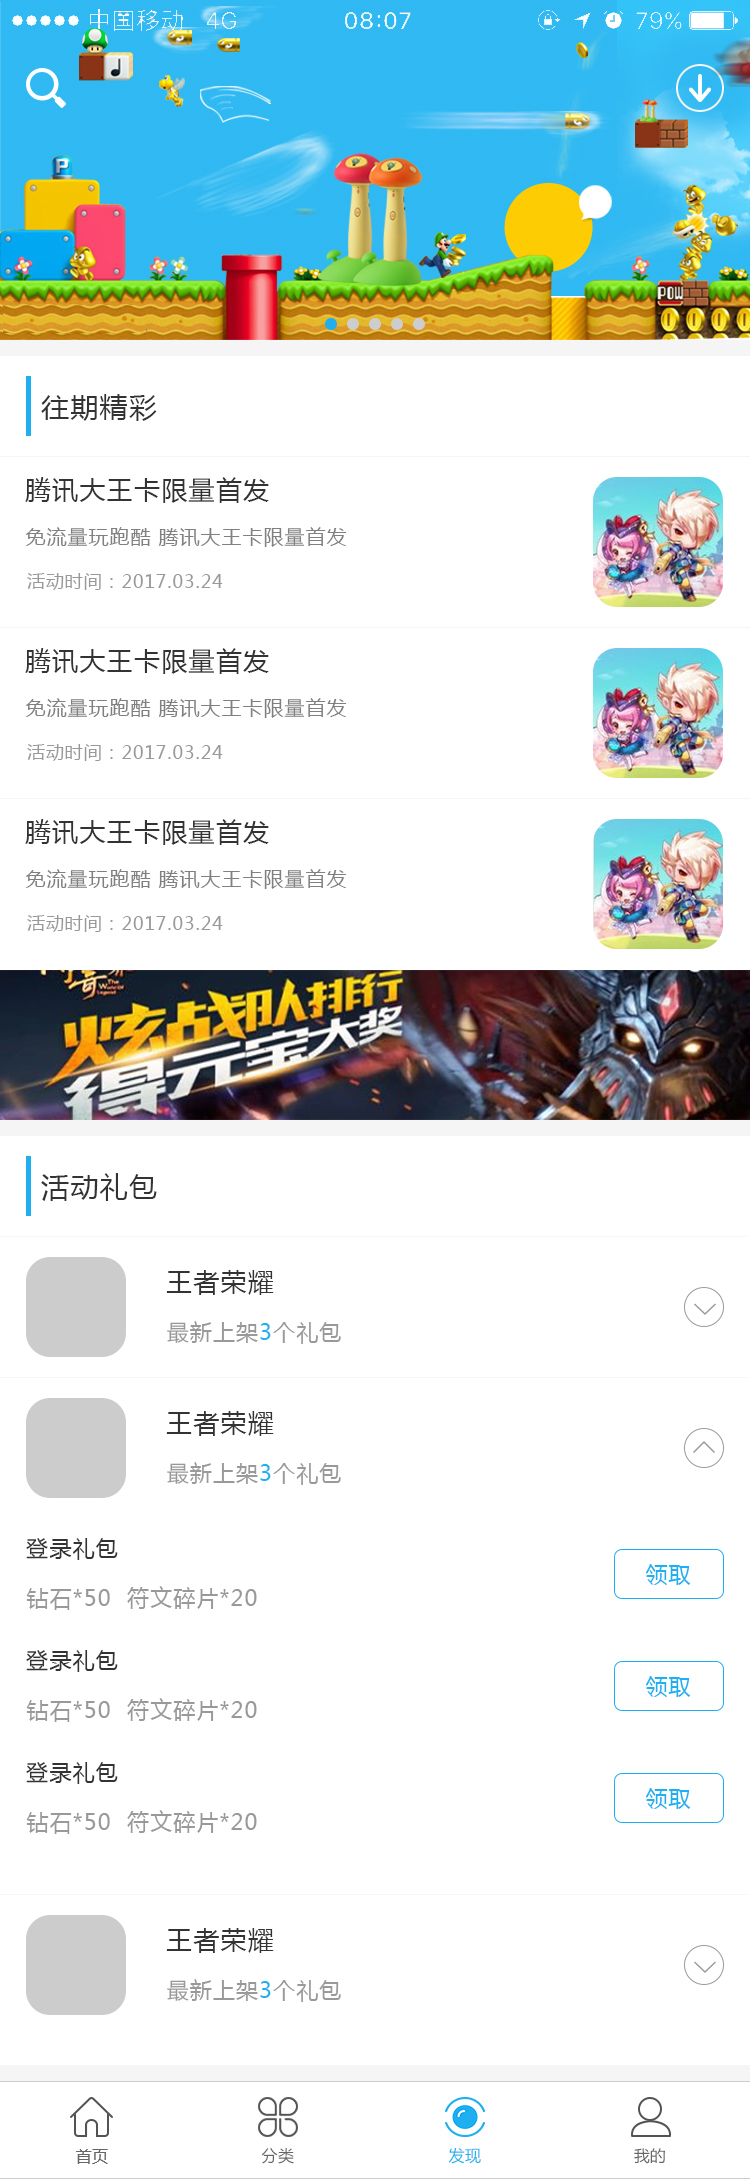 中国移动 4G 08:07 79%
P
POW
往期精彩
腾讯大王卡限量首发
免流量玩跑酷 腾讯大王卡限量首发
活动时间：2017.03.24
腾讯大王卡限量首发
免流量玩跑酷 腾讯大王卡限量首发
活动时间：2017.03.24
腾讯大王卡限量首发
免流量玩跑酷 腾讯大王卡限量首发
活动时间：2017.03.24
炫战队排行
得元宝大奖
活动礼包
王者荣耀
最新上架3个礼包
王者荣耀
最新上架3个礼包
登录礼包
钻石*50 符文碎片*20
领取
登录礼包
钻石*50 符文碎片*20
领取
登录礼包
钻石*50 符文碎片*20
领取
王者荣耀
最新上架3个礼包
首页 分类 发现 我的